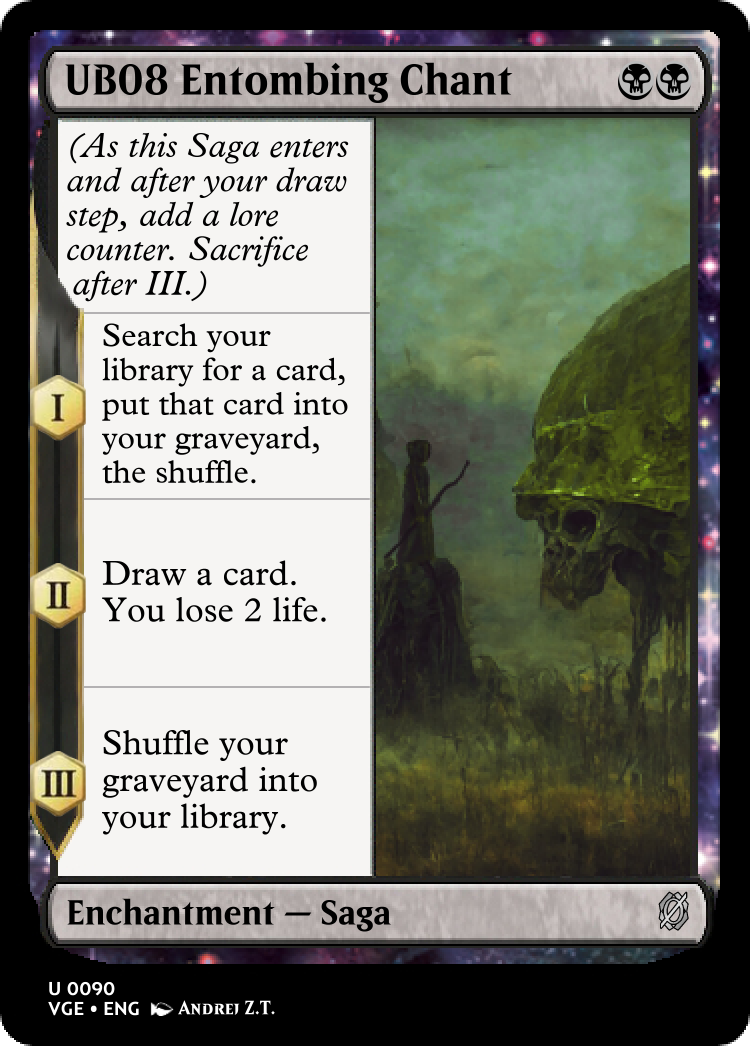 UB08 Entombing Chant
(As this Saga enters
and after your draw
step, add a lore
counter. Sacrifice
after III.)
I
Search your
library for a card,
put that card into
your graveyard,
the shuffle.
II
Draw a card.
You lose 2 life.
III
Shuffle your
graveyard into
your library.
Enchantment — Saga
U 0090
VGE • ENG Andrej Z.T.